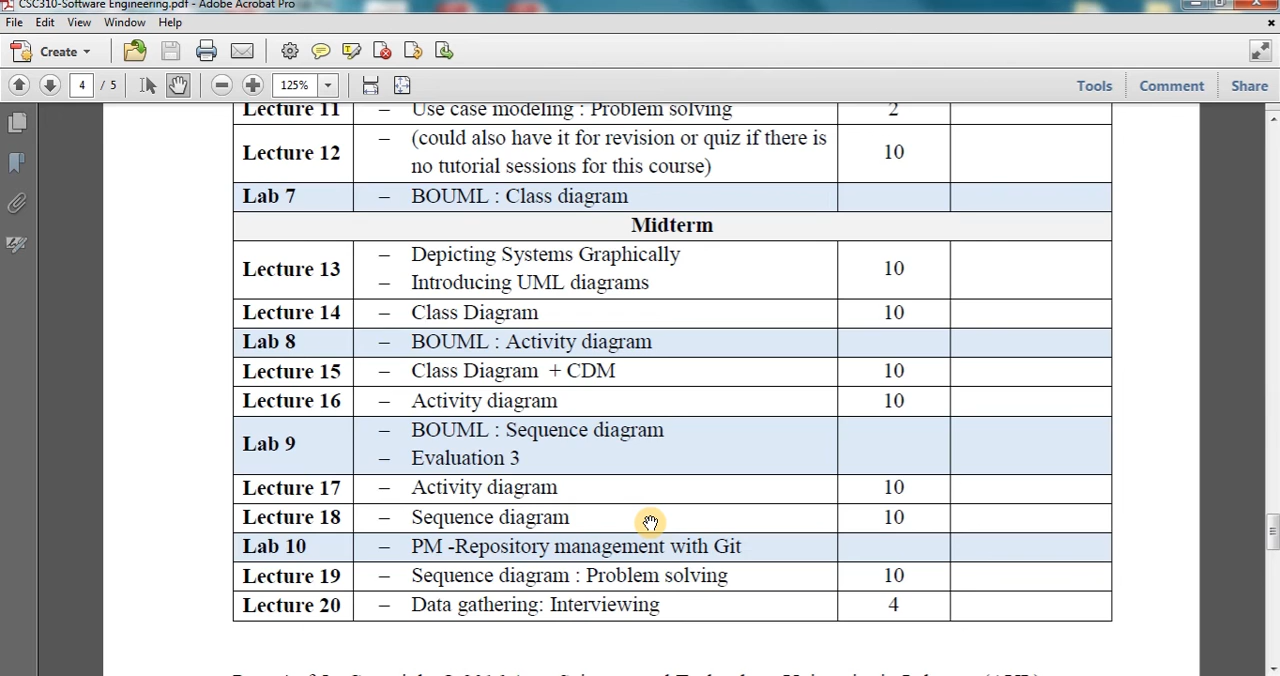 CSC310-Software Engineering.pdf - Adobe Acrobat Pro
File Edit View Window Help
Create
4 / 5 125% Tools Comment Share
Lecture 11 – Use case modeling : Problem solving 2
Lecture 12 – (could also have it for revision or quiz if there is
no tutorial sessions for this course) 10
Lab 7 – BOUML : Class diagram
Midterm
Lecture 13 – Depicting Systems Graphically 10
– Introducing UML diagrams
Lecture 14 – Class Diagram 10
Lab 8 – BOUML : Activity diagram
Lecture 15 – Class Diagram + CDM 10
Lecture 16 – Activity diagram 10
Lab 9 – BOUML : Sequence diagram
– Evaluation 3
Lecture 17 – Activity diagram 10
Lecture 18 – Sequence diagram 10
Lab 10 – PM -Repository management with Git
Lecture 19 – Sequence diagram : Problem solving 10
Lecture 20 – Data gathering: Interviewing 4